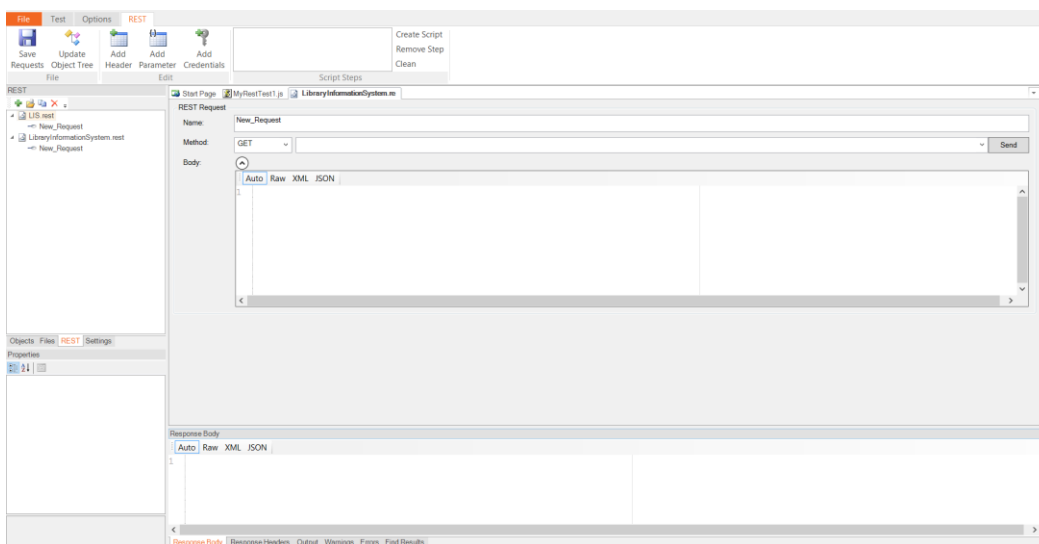 File Test Options REST
Save Requests
Update Object Tree
Add Header
Add Parameter
Add Credentials
Create Script
Remove Step
Clean
File Edit Script Steps
REST
LIS.rest
New_Request
LibraryInformationSystem.rest
New_Request
Objects Files REST Settings
Properties
Start Page MyRestTest1.js LibraryInformationSystem.re
REST Request
Name: New_Request
Method: GET Send
Body:
Auto Raw XML JSON
1
Response Body
Auto Raw XML JSON
1
Response Body Response Headers Output Warnings Errors Find Results